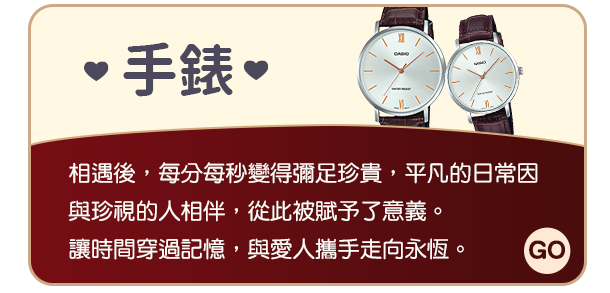 手錶
CASIO
WATER RESIST
CASIO
相遇後，每分每秒變得彌足珍貴，平凡的日常因
與珍視的人相伴，從此被賦予了意義。
讓時間穿過記憶，與愛人攜手走向永恆。
GO